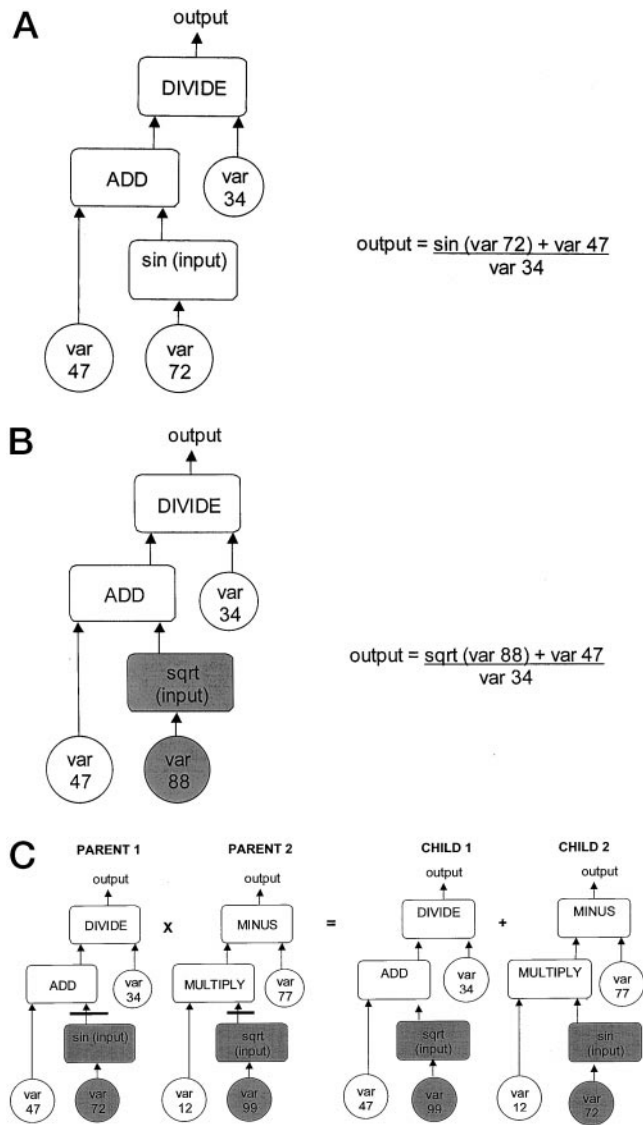 A
output
DIVIDE
ADD
var
34
sin (input)
output = sin (var 72) + var 47
var 34
var
47
var
72
B
output
DIVIDE
ADD
var
34
output = sqrt (var 88) + var 47
var 34
sqrt
(input)
var
47
var
88
C
PARENT 1
PARENT 2
CHILD 1
CHILD 2
output
output
output
output
DIVIDE
x
MINUS
=
DIVIDE
+
MINUS
ADD
var
34
MULTIPLY
var
77
ADD
var
34
MULTIPLY
var
77
sin (input)
sqrt
(input)
sqrt
(input)
sin
(input)
var
47
var
72
var
12
var
99
var
47
var
99
var
12
var
72